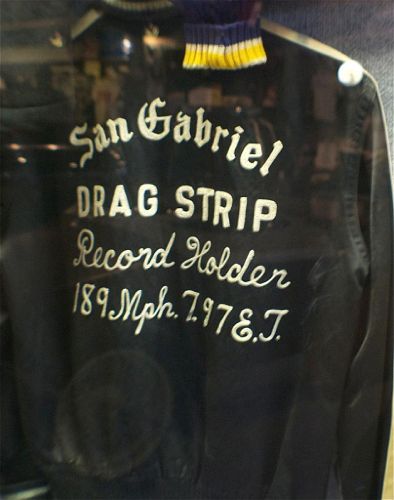 San Gabriel
DRAG STRIP
Record Holder
189 Mph. 7.97 E.T.